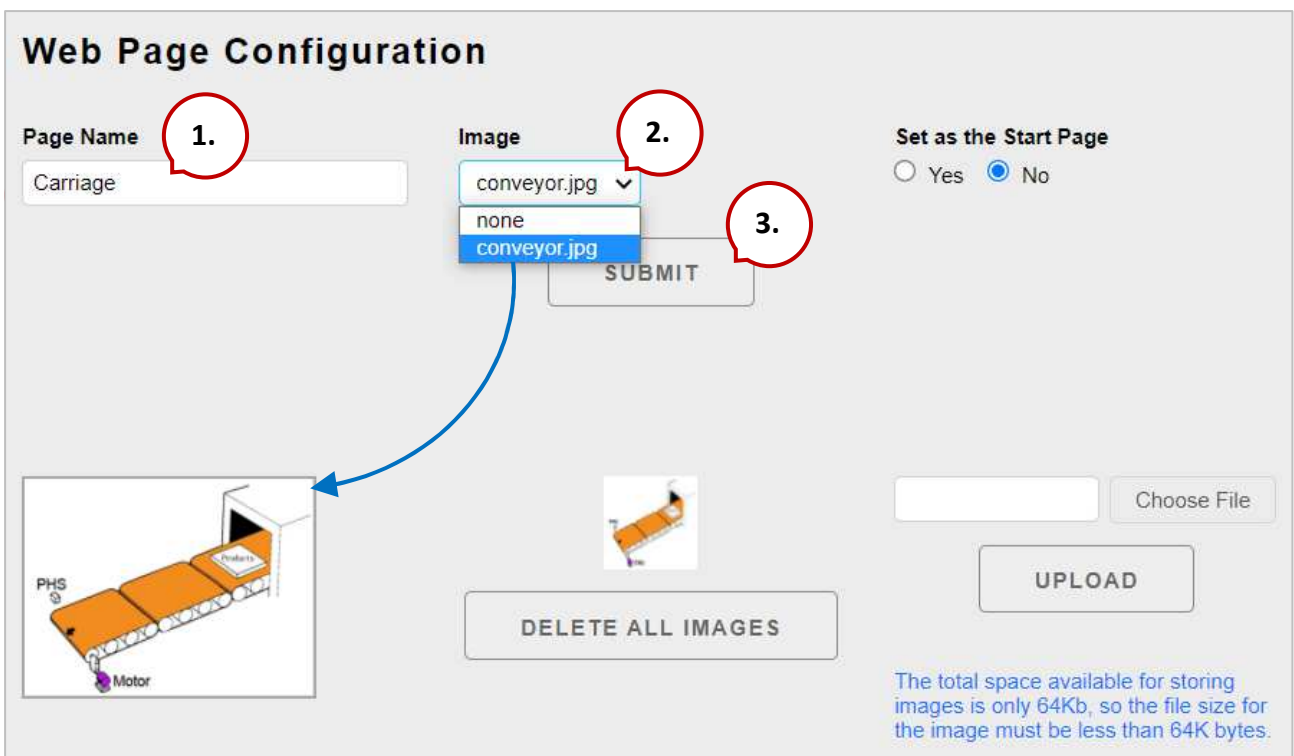 Web Page Configuration
Page Name
1.
Image
2.
Set as the Start Page
Carriage
conveyor.jpg
Yes
No
none
conveyor.jpg
3.
SUBMIT
Products
PHS
Motor
DELETE ALL IMAGES
Choose File
UPLOAD
The total space available for storing
images is only 64Kb, so the file size for
the image must be less than 64K bytes.